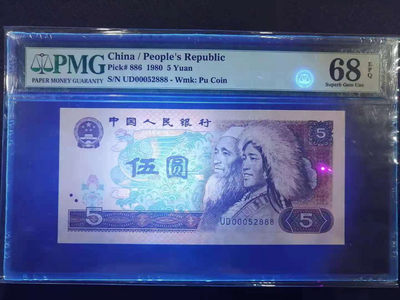 PMG
PAPER MONEY GUARANTY
China / People's Republic
Pick# 886 1980 5 Yuan
S/N UD00052888 - Wmk: Pu Coin
68 EPQ
Superb Gem Unc
中国人民银行
5
伍圆
UD00052888
5
5